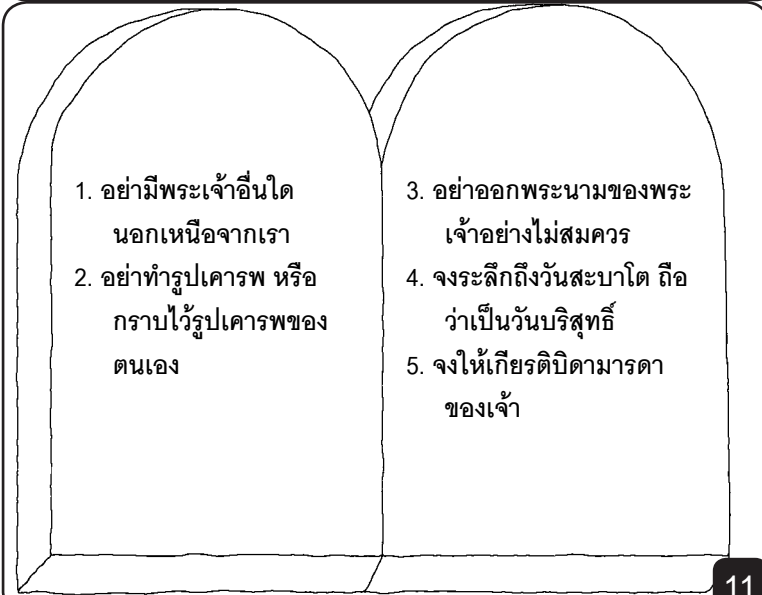 1. อย่ามีพระเจ้าอื่นใด
นอกเหนือจากเรา
2. อย่าทำรูปเคารพ หรือ
กราบไว้รูปเคารพของ
ตนเอง
3. อย่าออกพระนามของพระ
เจ้าอย่างไม่สมควร
4. จงระลึกถึงวันสะบาโต ถือ
ว่าเป็นวันบริสุทธิ์
5. จงให้เกียรติบิดามารดา
ของเจ้า
11